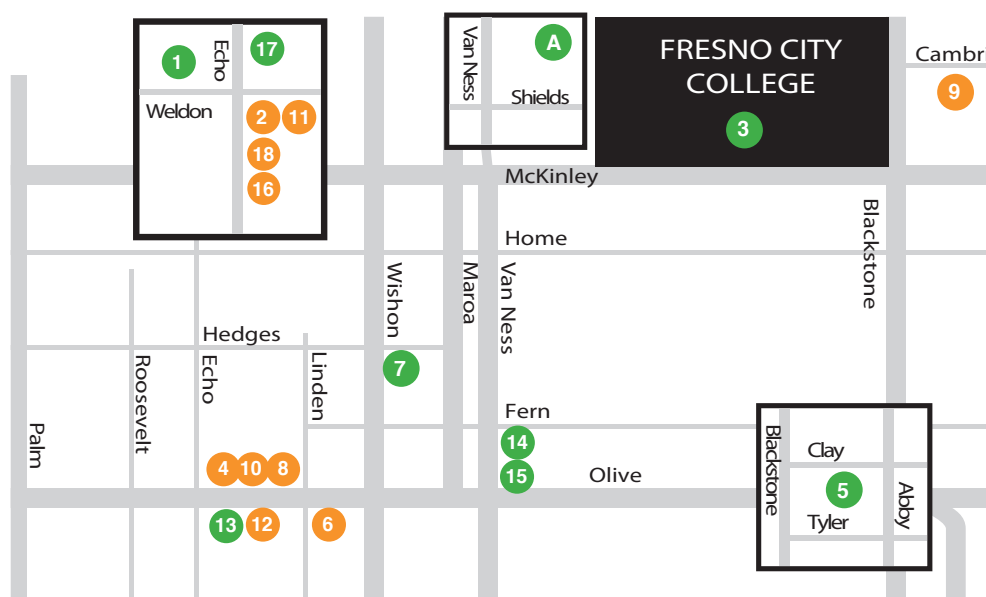 1
Echo
17
Weldon
2
11
18
16
Van Ness
A
Shields
FRESNO CITY
COLLEGE
3
Cambri
9
McKinley
Home
Blackstone
Wishon
Maroa
Van Ness
Hedges
7
Palm
Roosevelt
Echo
Linden
Fern
14
15
Olive
4
10
8
13
12
6
Blackstone
Clay
5
Abby
Tyler